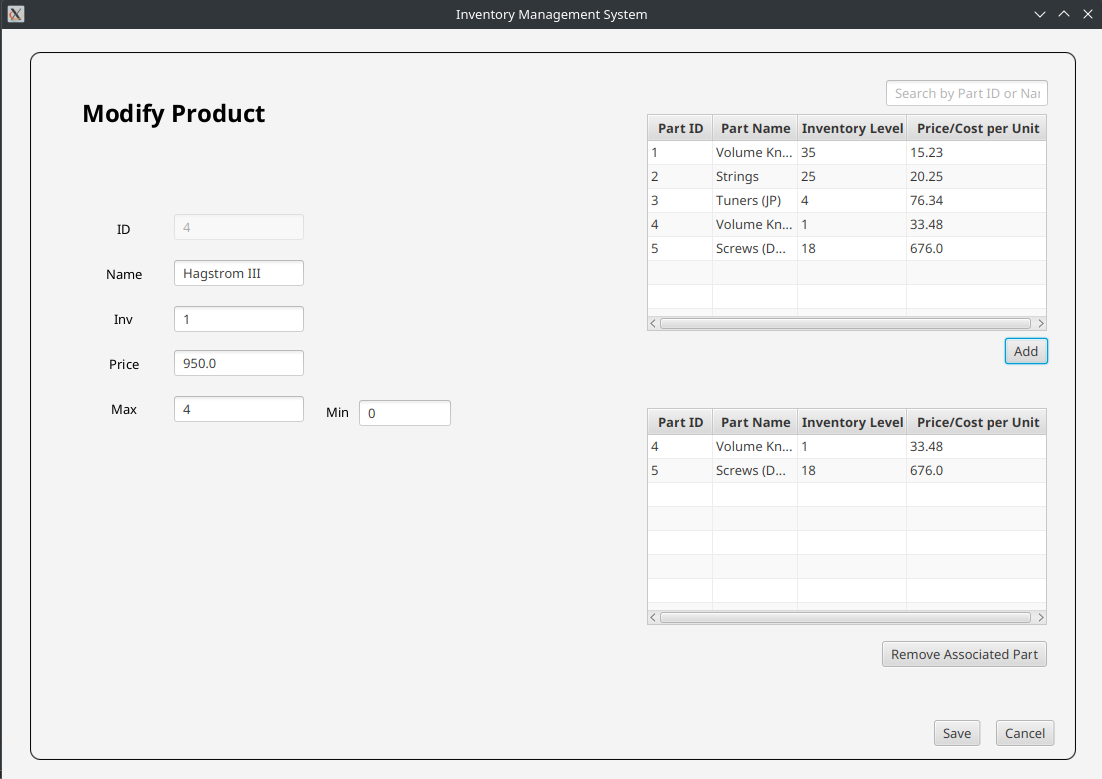 Inventory Management System
Modify Product
Search by Part ID or Nar
Part ID Part Name Inventory Level Price/Cost per Unit
1 Volume Kn... 35 15.23
2 Strings 25 20.25
3 Tuners (JP) 4 76.34
4 Volume Kn... 1 33.48
5 Screws (D... 18 676.0
Add
ID 4
Name Hagstrom III
Inv 1
Price 950.0
Max 4 Min 0
Part ID Part Name Inventory Level Price/Cost per Unit
4 Volume Kn... 1 33.48
5 Screws (D... 18 676.0
Remove Associated Part
Save Cancel